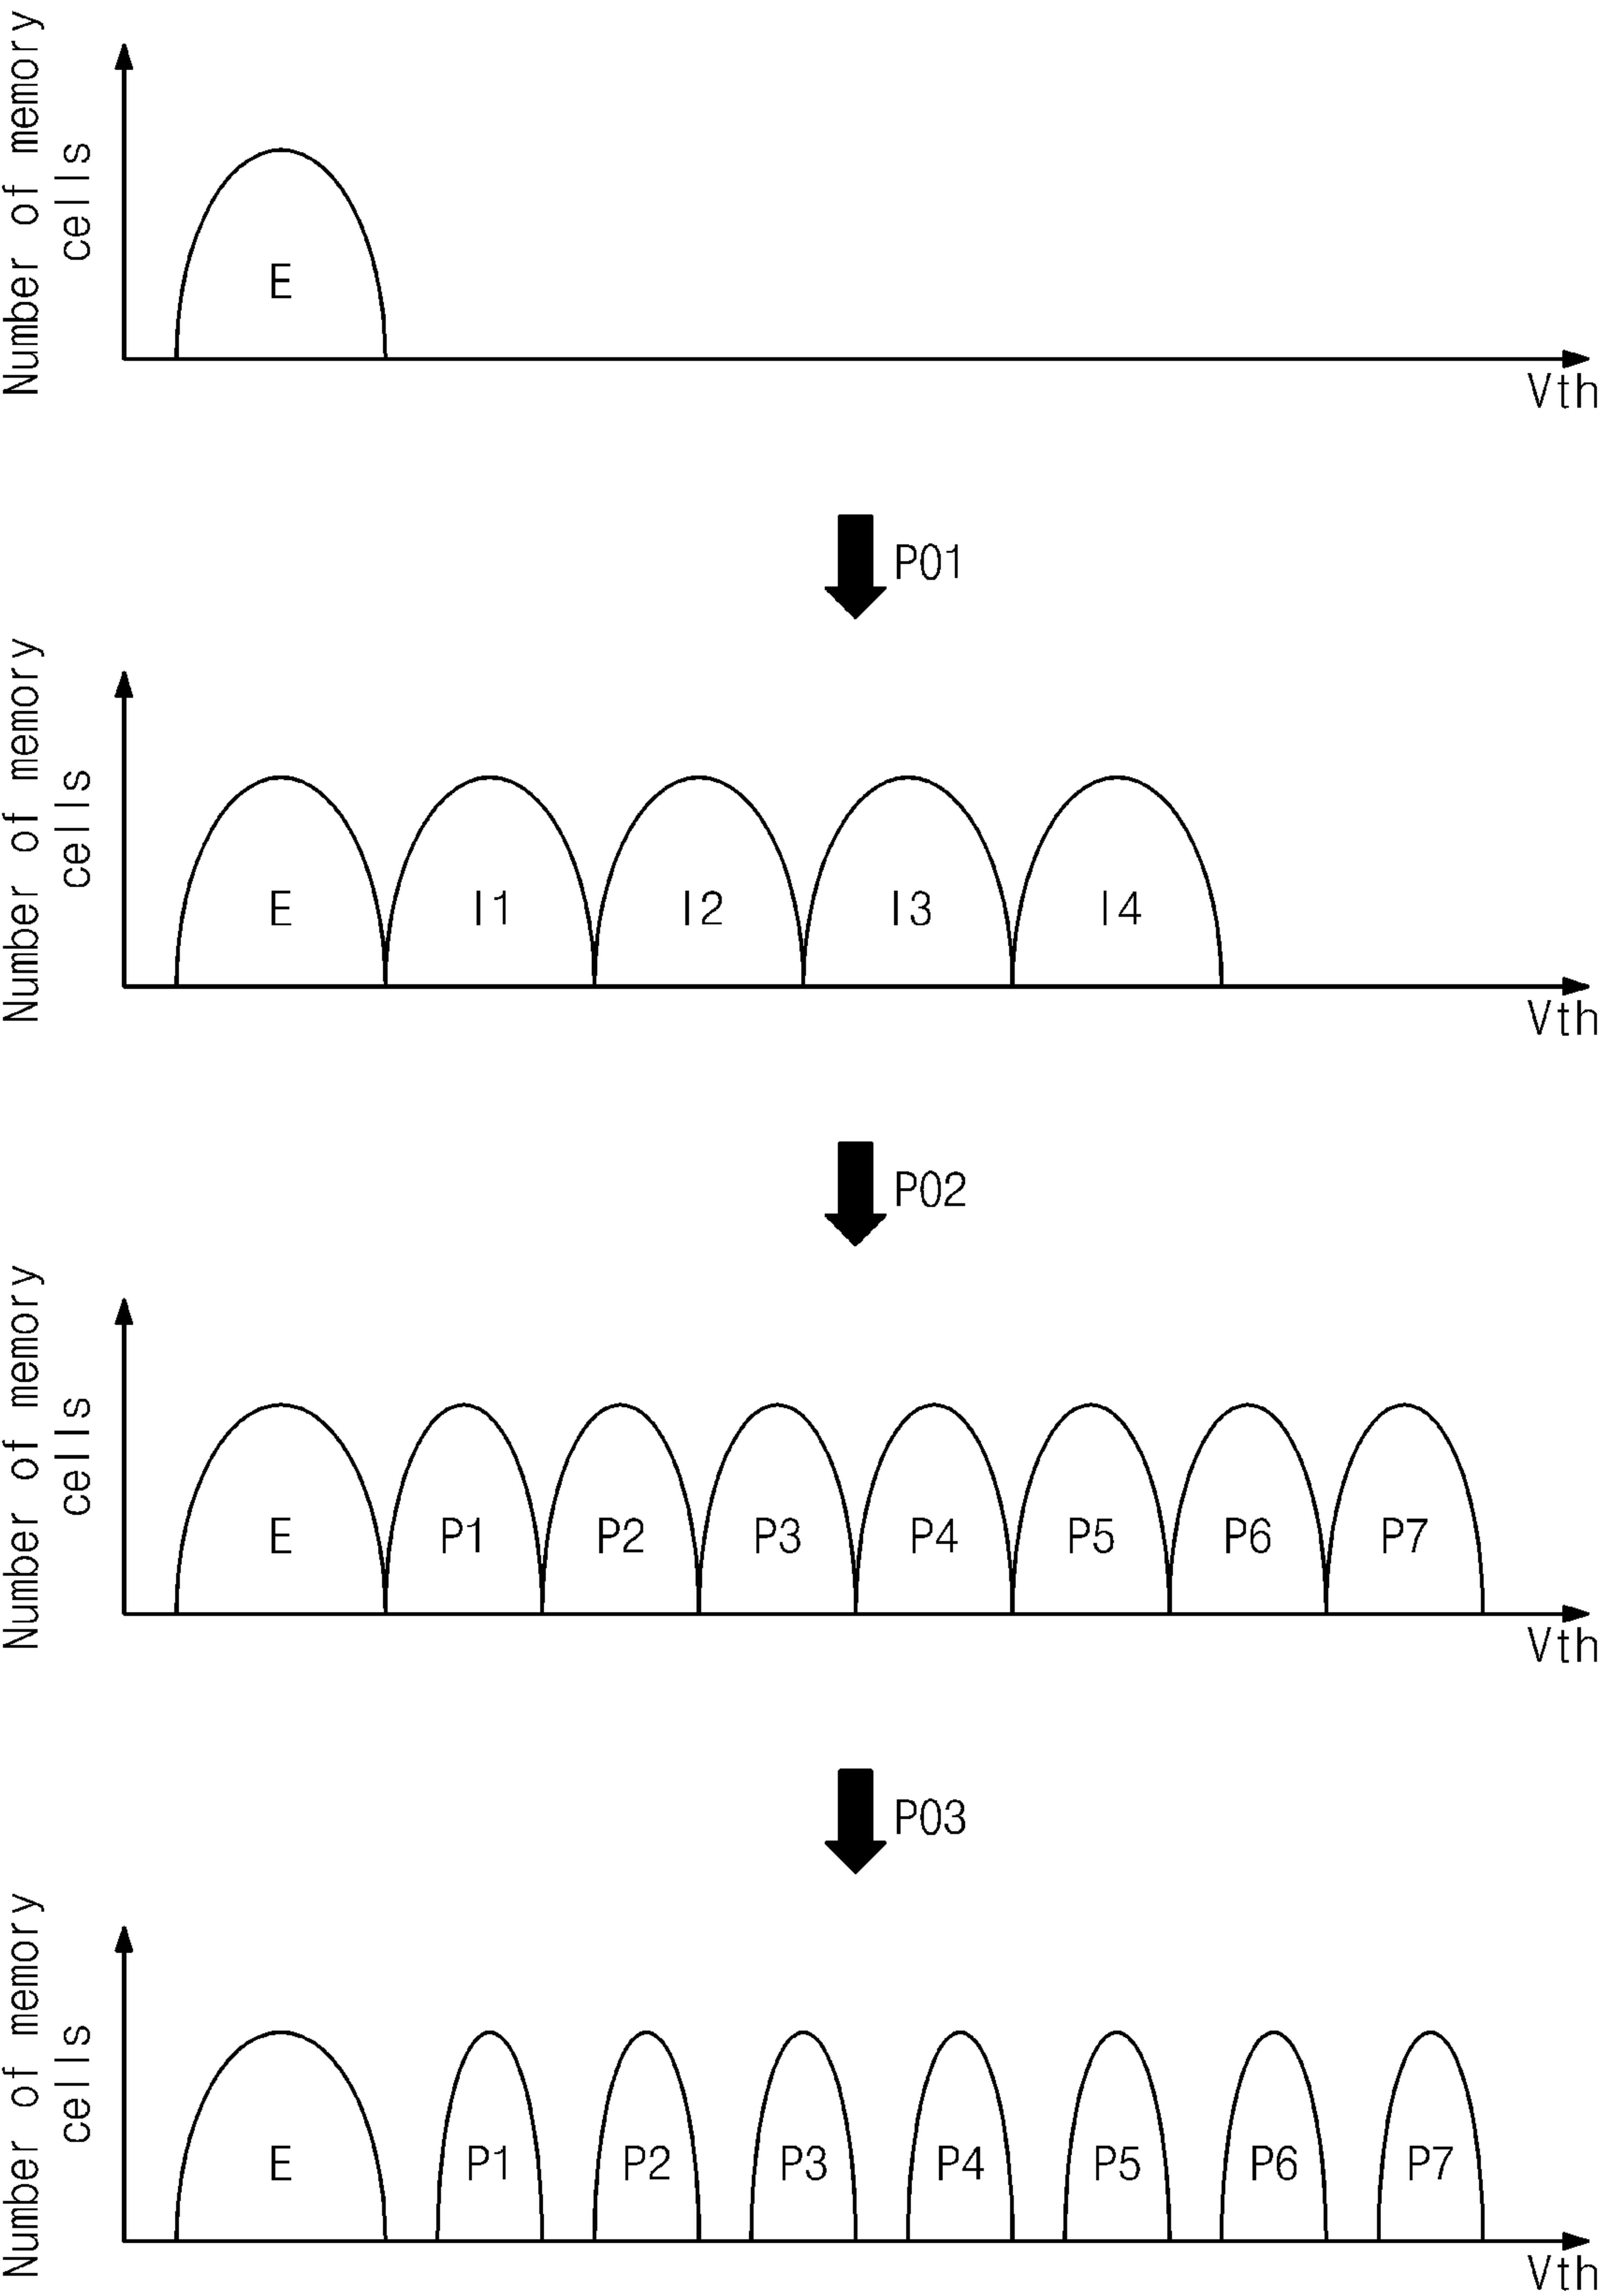 Number of memory
cells
E
Vth
P01
Number of memory
cells
E I1 I2 I3 I4
Vth
P02
Number of memory
cells
E P1 P2 P3 P4 P5 P6 P7
Vth
P03
Number of memory
cells
E P1 P2 P3 P4 P5 P6 P7
Vth